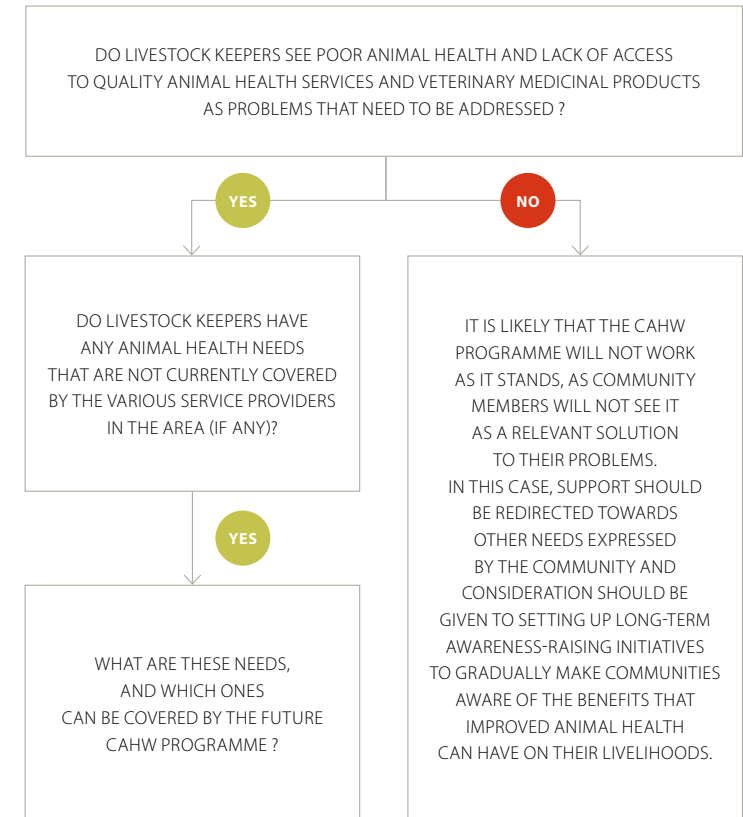 DO LIVESTOCK KEEPERS SEE POOR ANIMAL HEALTH AND LACK OF ACCESS
TO QUALITY ANIMAL HEALTH SERVICES AND VETERINARY MEDICINAL PRODUCTS
AS PROBLEMS THAT NEED TO BE ADDRESSED ?
YES
NO
DO LIVESTOCK KEEPERS HAVE
ANY ANIMAL HEALTH NEEDS
THAT ARE NOT CURRENTLY COVERED
BY THE VARIOUS SERVICE PROVIDERS
IN THE AREA (IF ANY)?
YES
WHAT ARE THESE NEEDS,
AND WHICH ONES
CAN BE COVERED BY THE FUTURE
CAHW PROGRAMME ?
IT IS LIKELY THAT THE CAHW
PROGRAMME WILL NOT WORK
AS IT STANDS, AS COMMUNITY
MEMBERS WILL NOT SEE IT
AS A RELEVANT SOLUTION
TO THEIR PROBLEMS.
IN THIS CASE, SUPPORT SHOULD
BE REDIRECTED TOWARDS
OTHER NEEDS EXPRESSED
BY THE COMMUNITY AND
CONSIDERATION SHOULD BE
GIVEN TO SETTING UP LONG-TERM
AWARENESS-RAISING INITIATIVES
TO GRADUALLY MAKE COMMUNITIES
AWARE OF THE BENEFITS THAT
IMPROVED ANIMAL HEALTH
CAN HAVE ON THEIR LIVELIHOODS.